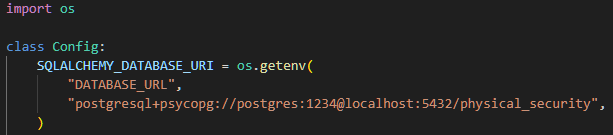 import os
class Config:
SQLALCHEMY_DATABASE_URI = os.getenv(
"DATABASE_URL",
"postgresql+psycopg://postgres:1234@localhost:5432/physical_security",
)